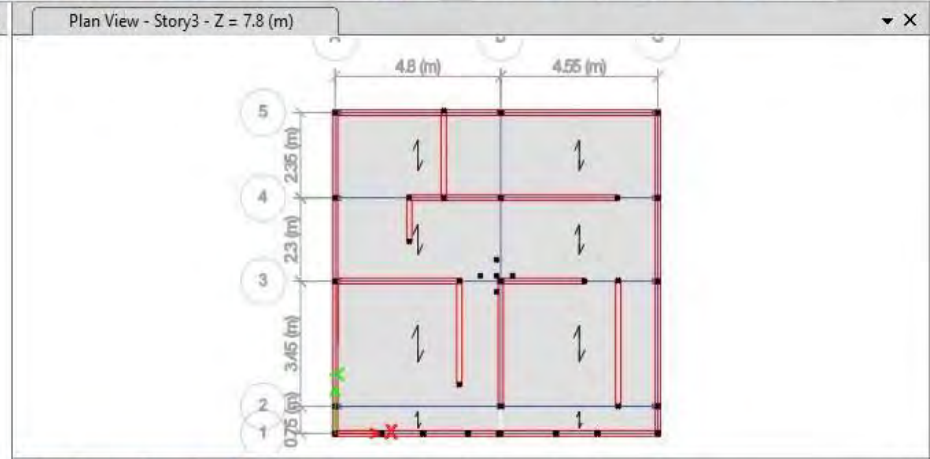 Plan View - Story3 - Z = 7.8 (m)
4.8 (m)
4.55 (m)
5
2.35 (m)
4
2.3 (m)
3
3.45 (m)
2
0.75 (m)
1
X